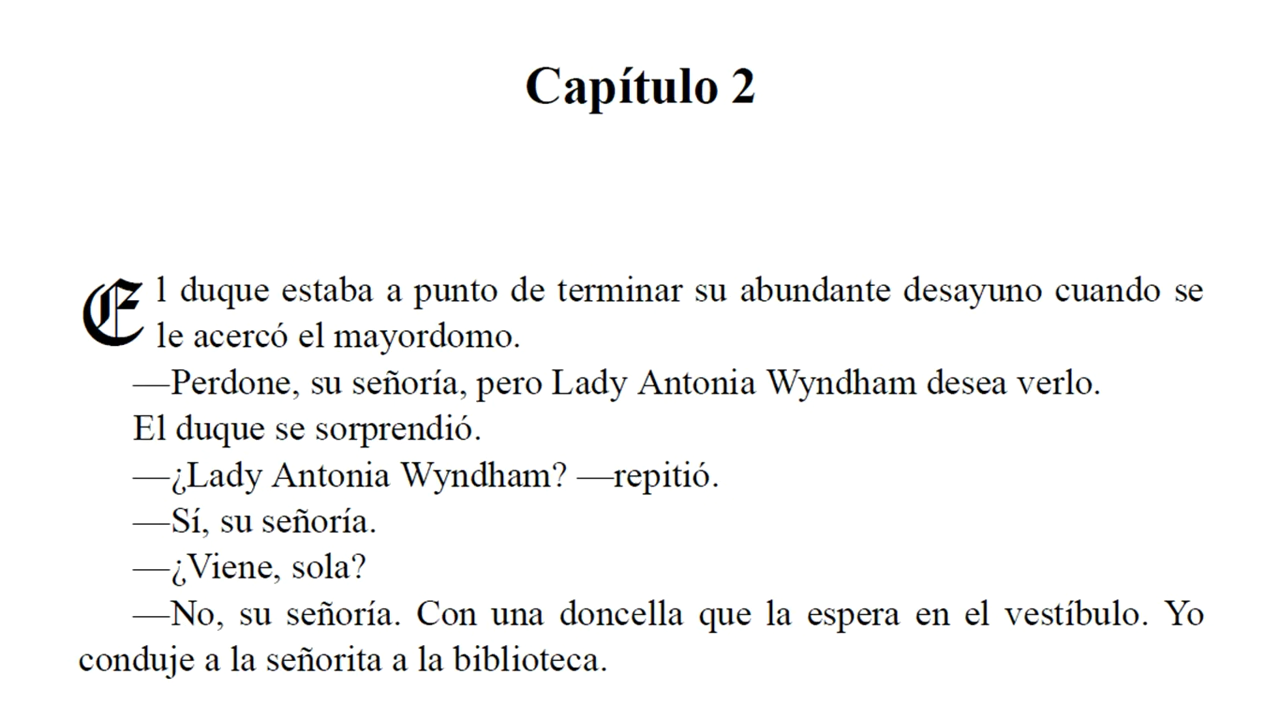 Capítulo 2
El duque estaba a punto de terminar su abundante desayuno cuando se
le acercó el mayordomo.
—Perdone, su señoría, pero Lady Antonia Wyndham desea verlo.
El duque se sorprendió.
—¿Lady Antonia Wyndham? —repitió.
—Sí, su señoría.
—¿Viene, sola?
—No, su señoría. Con una doncella que la espera en el vestíbulo. Yo
conduje a la señorita a la biblioteca.